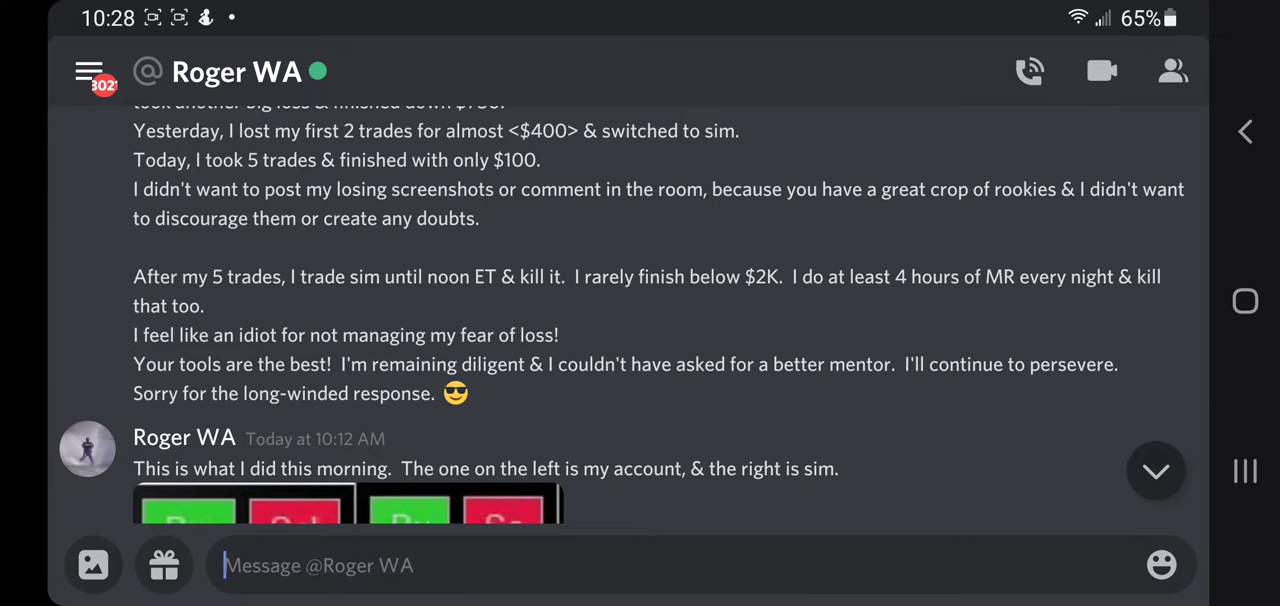 10:28
65%
302
@ Roger WA
took another big loss & finished down $750.
Yesterday, I lost my first 2 trades for almost <$400> & switched to sim.
Today, I took 5 trades & finished with only $100.
I didn't want to post my losing screenshots or comment in the room, because you have a great crop of rookies & I didn't want
to discourage them or create any doubts.
After my 5 trades, I trade sim until noon ET & kill it.  I rarely finish below $2K.  I do at least 4 hours of MR every night & kill
that too.
I feel like an idiot for not managing my fear of loss!
Your tools are the best!  I'm remaining diligent & I couldn't have asked for a better mentor.  I'll continue to persevere.
Sorry for the long-winded response. 😎
Roger WA Today at 10:12 AM
This is what I did this morning.  The one on the left is my account, & the right is sim.
Message @Roger WA